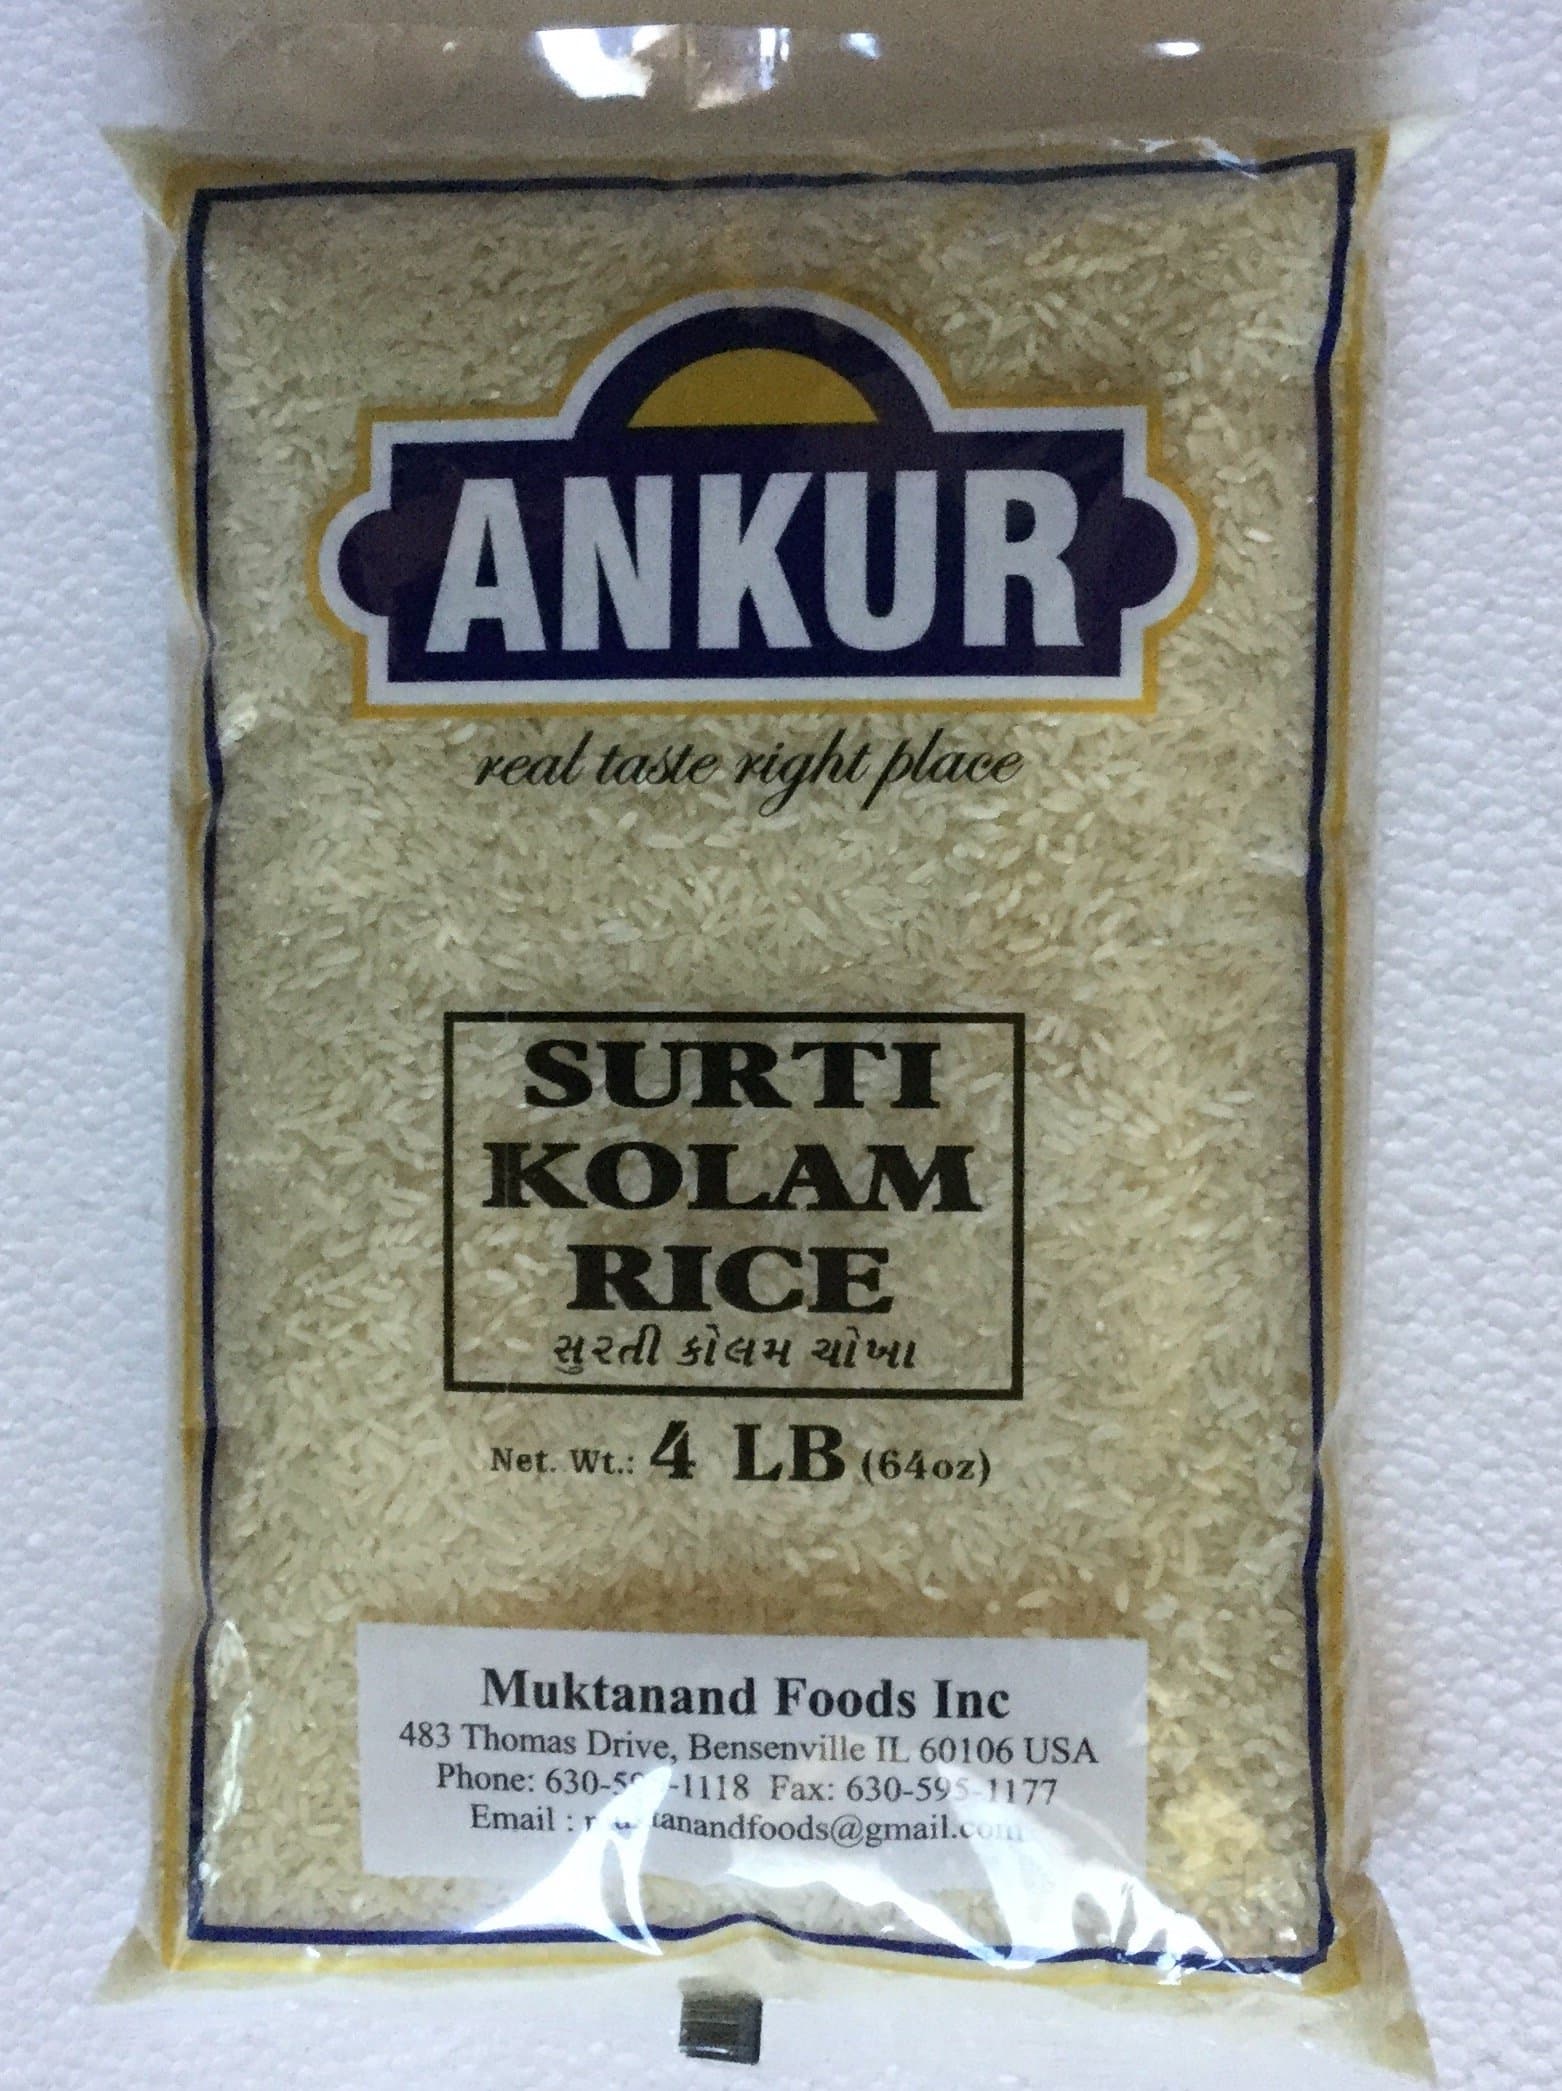 ANKUR
real taste right place
SURTI
KOLAM
RICE
સુરતી કોલમ ચોખા
Net. Wt.: 4 LB (64oz)
Muktanand Foods Inc
483 Thomas Drive, Bensenville IL 60106 USA
Phone: Fax: 630-595-1177
Email :